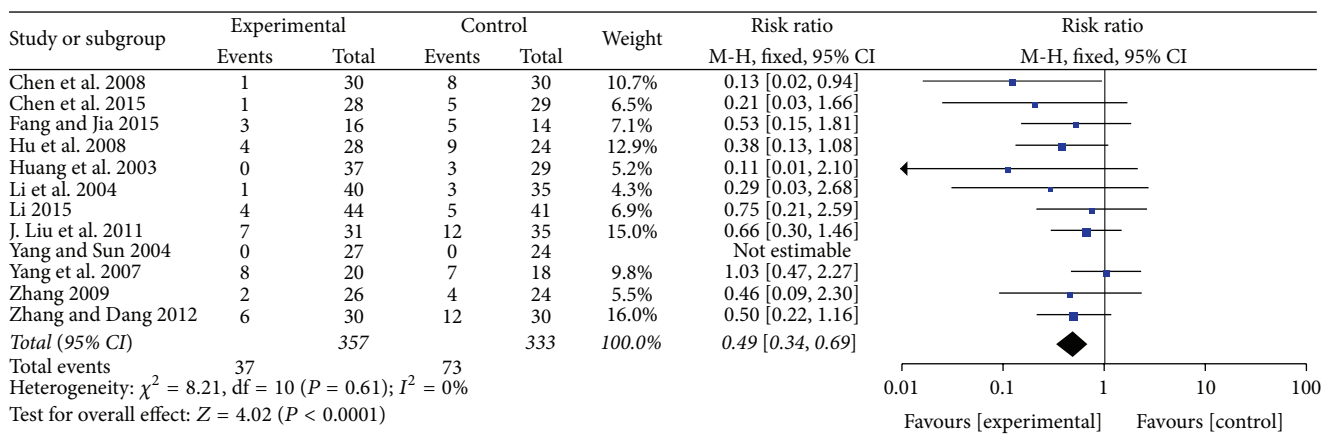 Study or subgroup Experimental Control Weight Risk ratio Risk ratio
Events Total Events Total M-H, fixed, 95% CI M-H, fixed, 95% CI
Chen et al. 2008 1 30 8 30 10.7% 0.13 [0.02, 0.94]
Chen et al. 2015 1 28 5 29 6.5% 0.21 [0.03, 1.66]
Fang and Jia 2015 3 16 5 14 7.1% 0.53 [0.15, 1.81]
Hu et al. 2008 4 28 9 24 12.9% 0.38 [0.13, 1.08]
Huang et al. 2003 0 37 3 29 5.2% 0.11 [0.01, 2.10]
Li et al. 2004 1 40 3 35 4.3% 0.29 [0.03, 2.68]
Li 2015 4 44 5 41 6.9% 0.75 [0.21, 2.59]
J. Liu et al. 2011 7 31 12 35 15.0% 0.66 [0.30, 1.46]
Yang and Sun 2004 0 27 0 24 Not estimable
Yang et al. 2007 8 20 7 18 9.8% 1.03 [0.47, 2.27]
Zhang 2009 2 26 4 24 5.5% 0.46 [0.09, 2.30]
Zhang and Dang 2012 6 30 12 30 16.0% 0.50 [0.22, 1.16]
Total (95% CI) 357 333 100.0% 0.49 [0.34, 0.69]
Total events 37 73
Heterogeneity: χ² = 8.21, df = 10 (P = 0.61); I² = 0%
Test for overall effect: Z = 4.02 (P < 0.0001)
0.01 0.1 1 10 100
Favours [experimental] Favours [control]